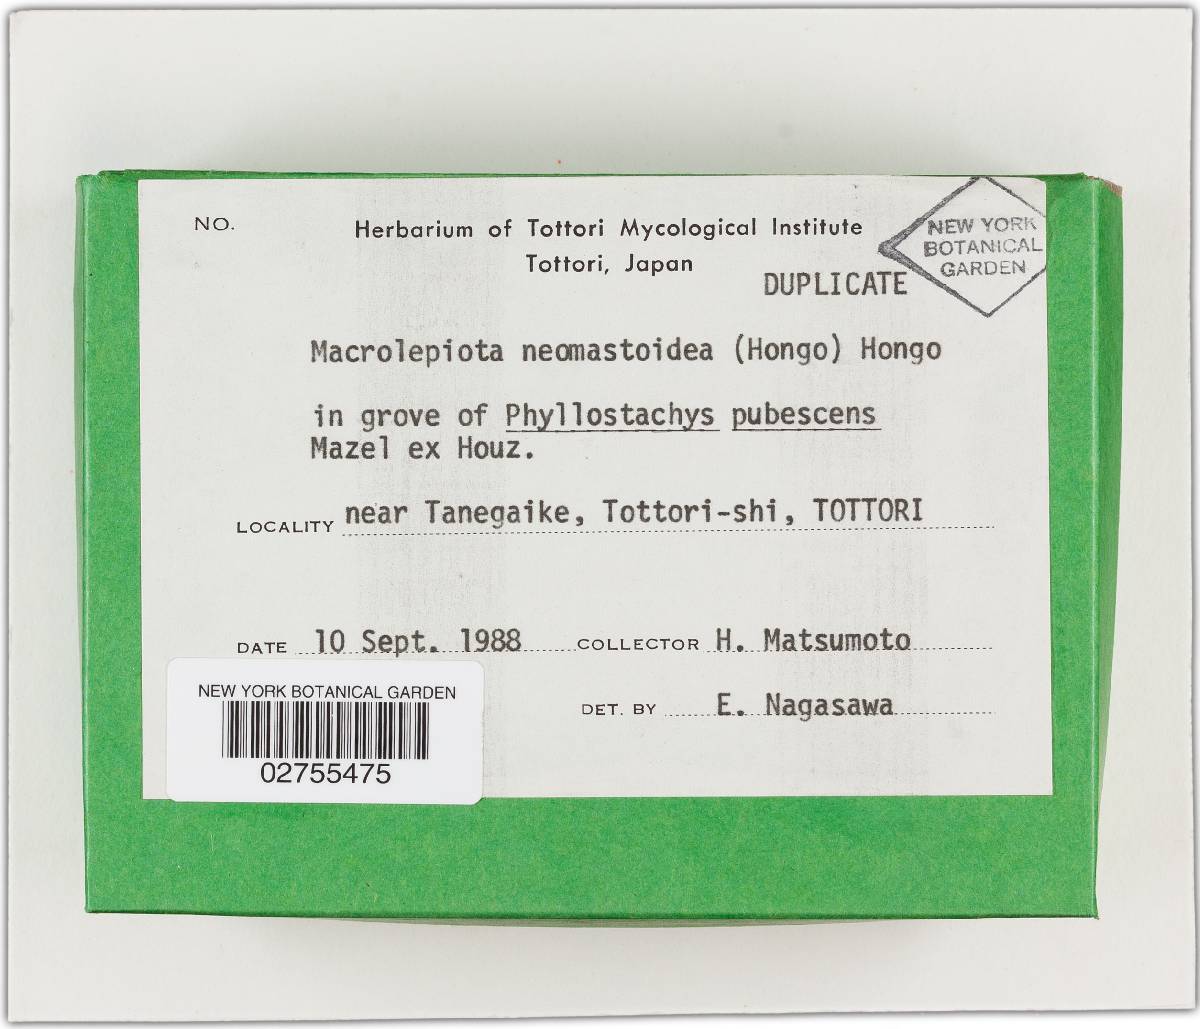 NO.
Herbarium of Tottori Mycological Institute
Tottori, Japan
DUPLICATE
NEW YORK
BOTANICAL
GARDEN
Macrolepiota neomastoidea (Hongo) Hongo
in grove of Phyllostachys pubescens
Mazel ex Houz.
LOCALITY near Tanegaike, Tottori-shi, TOTTORI
DATE 10 Sept. 1988 COLLECTOR H. Matsumoto
DET. BY E. Nagasawa
NEW YORK BOTANICAL GARDEN
02755475